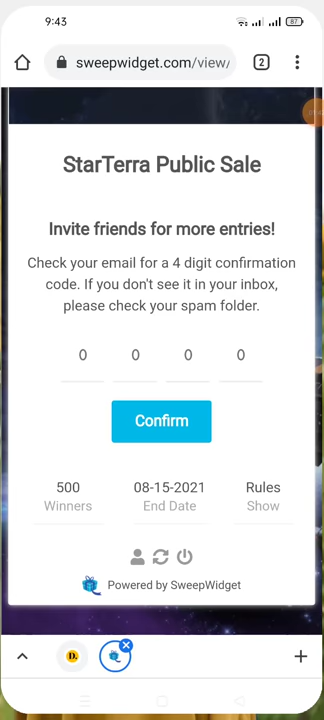 9:43
87
sweepwidget.com/view/
2
StarTerra Public Sale
Invite friends for more entries!
Check your email for a 4 digit confirmation
code. If you don't see it in your inbox,
please check your spam folder.
0 0 0 0
Confirm
500 08-15-2021 Rules
Winners End Date Show
Powered by SweepWidget
D.